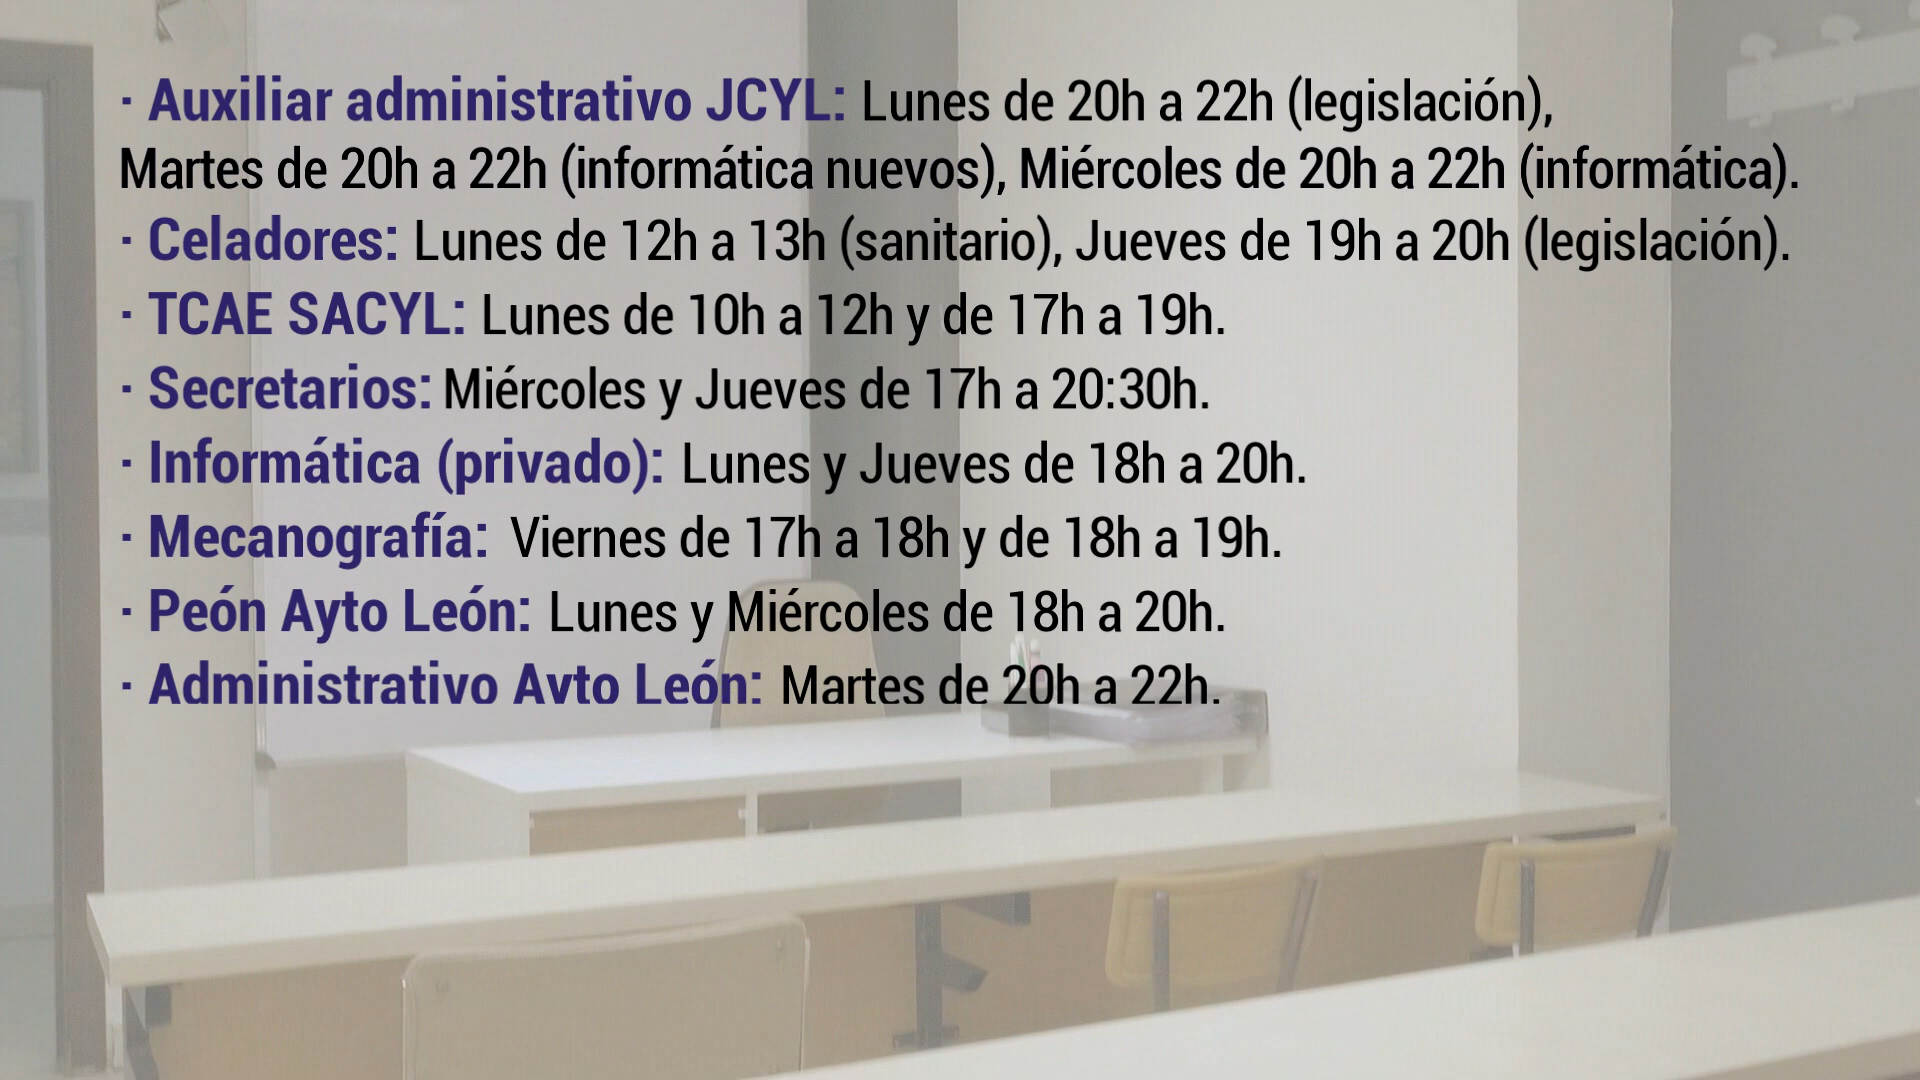 · Auxiliar administrativo JCYL: Lunes de 20h a 22h (legislación),
Martes de 20h a 22h (informática nuevos), Miércoles de 20h a 22h (informática).
· Celadores: Lunes de 12h a 13h (sanitario), Jueves de 19h a 20h (legislación).
· TCAE SACYL: Lunes de 10h a 12h y de 17h a 19h.
· Secretarios: Miércoles y Jueves de 17h a 20:30h.
· Informática (privado): Lunes y Jueves de 18h a 20h.
· Mecanografía: Viernes de 17h a 18h y de 18h a 19h.
· Peón Ayto León: Lunes y Miércoles de 18h a 20h.
· Administrativo Ayto León: Martes de 20h a 22h.